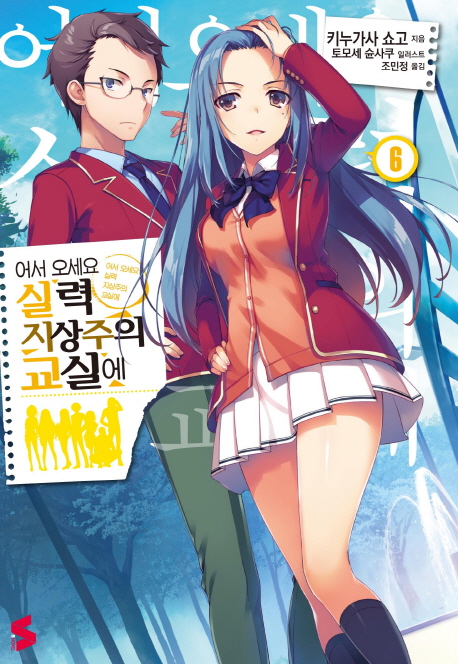 키누가사 쇼고 지음
토모세 슌사쿠 일러스트
조민정 옮김
6
어서 오세요
실력
지상주의
교실에
어서 오세요
실력
지상주의
교실에